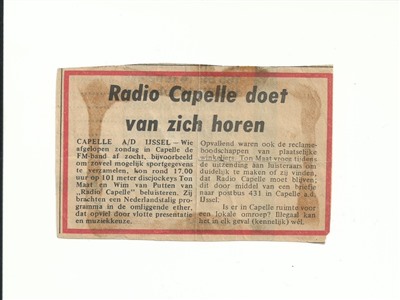 Radio Capelle doet
van zich horen
CAPELLE A/D IJSSEL — Wie
afgelopen zondag in Capelle de
FM-band af zocht, bijvoorbeeld
om zoveel mogelijk sportgegevens
te verzamelen, kon rond 17.00
uur op 101 meter discjockeys Ton
Maat en Wim van Putten van
„Radio Capelle" beluisteren. Zij
brachten een Nederlandstalig pro-
gramma in de omliggende ether,
dat opviel door vlotte presentatie
en muziekkeuze.
Opvallend waren ook de reclame-
boodschappen van plaatselijke
winkeliers. Ton Maat vroeg tijdens
de uitzending aan luisteraars om
duidelijk te maken of zij vinden,
dat Radio Capelle moet blijven,
dit door middel van een briefje
naar postbus 431 in Capelle a.d.
IJssel.
Is er in Capelle ruimte voor
een lokale omroep? Illegaal kan
het in elk geval (kennelijk) wél.